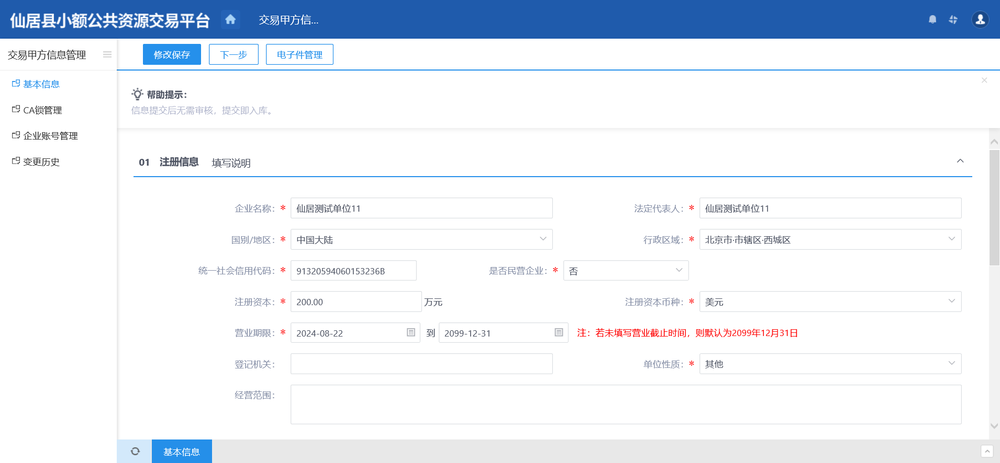 仙居县小额公共资源交易平台
交易甲方信...
交易甲方信息管理
修改保存
下一步
电子件管理
基本信息
CA锁管理
企业账号管理
变更历史
帮助提示：
信息提交后无需审核，提交即入库。
01 注册信息 填写说明
企业名称：* 仙居测试单位11 法定代表人：* 仙居测试单位11
国别/地区：* 中国大陆 行政区域：* 北京市·市辖区·西城区
统一社会信用代码：* 91320594060153236B 是否民营企业：* 否
注册资本：* 200.00 万元 注册资本币种：* 美元
营业期限：* 2024-08-22 到 2099-12-31 注：若未填写营业截止时间，则默认为2099年12月31日
登记机关： 单位性质：* 其他
经营范围：
基本信息